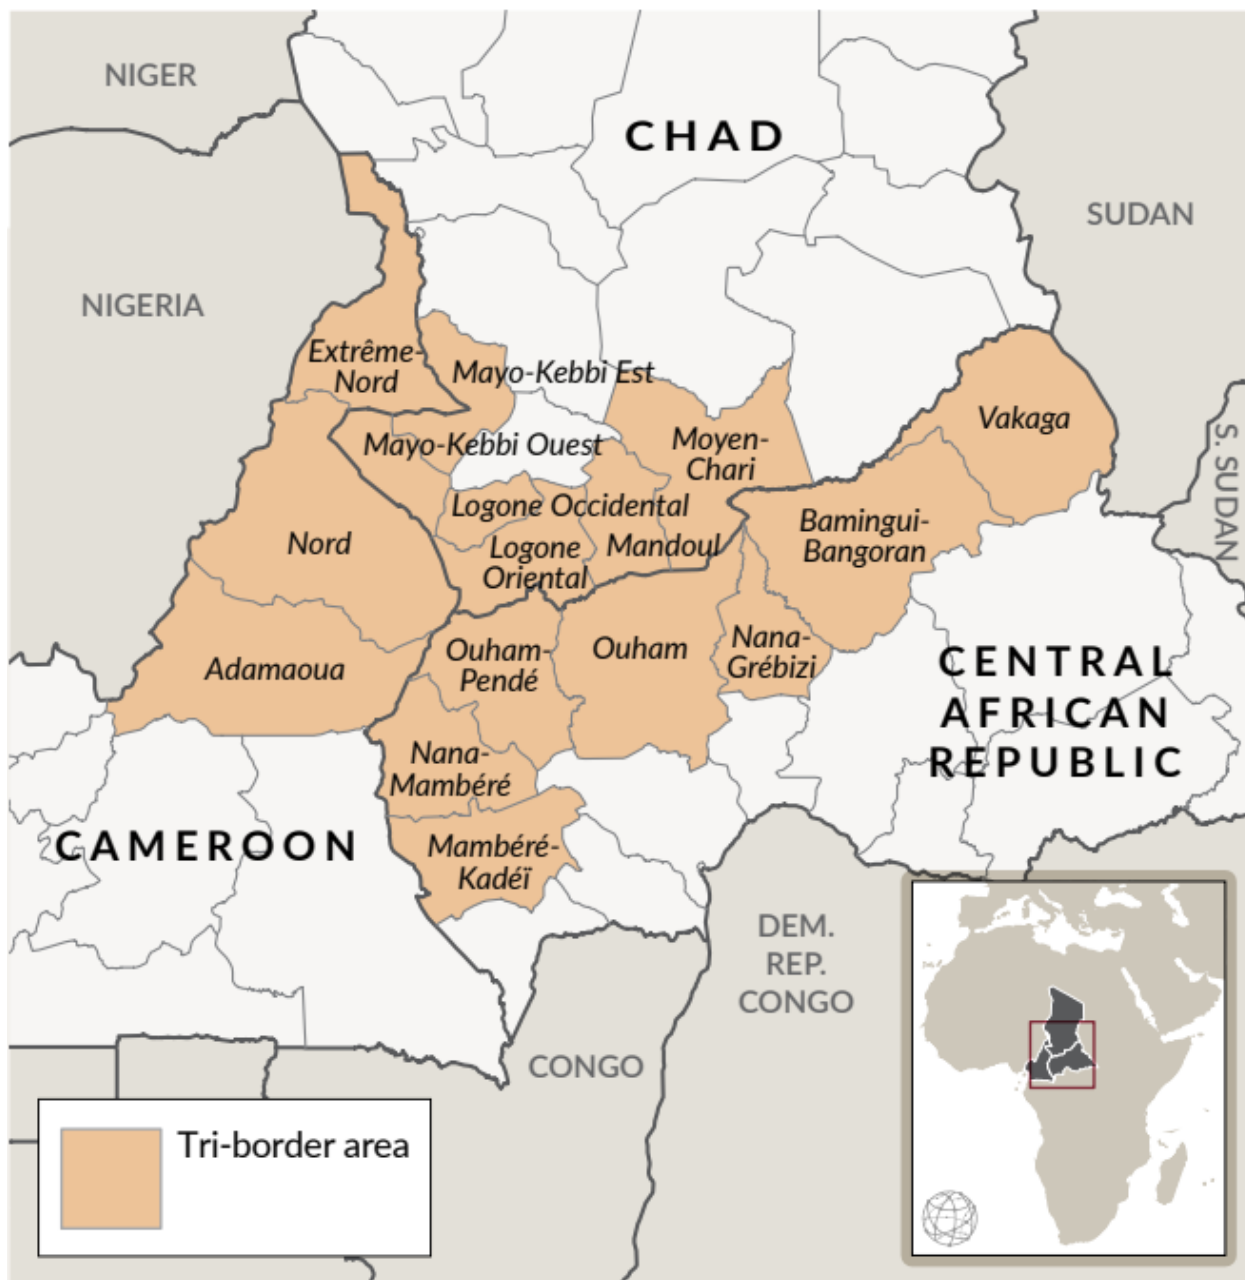 NIGER
CHAD
SUDAN
NIGERIA
Extrême-
Nord
Mayo-Kebbi Est
Vakaga
Mayo-Kebbi Ouest
Moyen-
Chari
S. SUDAN
Logone Occidental
Bamingui-
Bangoran
Nord
Logone
Oriental
Mandoul
Adamaoua
Ouham-
Pendé
Ouham
Nana-
Grébizi
CENTRAL
AFRICAN
REPUBLIC
Nana-
Mambéré
CAMEROON
Mambéré-
Kadéï
DEM.
REP.
CONGO
CONGO
Tri-border area